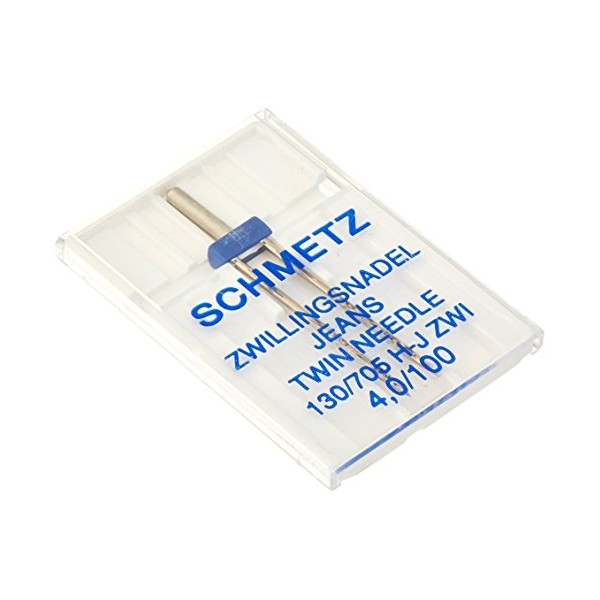 SCHMETZ
ZWILLINGSNADEL
JEANS
TWIN NEEDLE
130/705 H-J ZWI
4,0/100